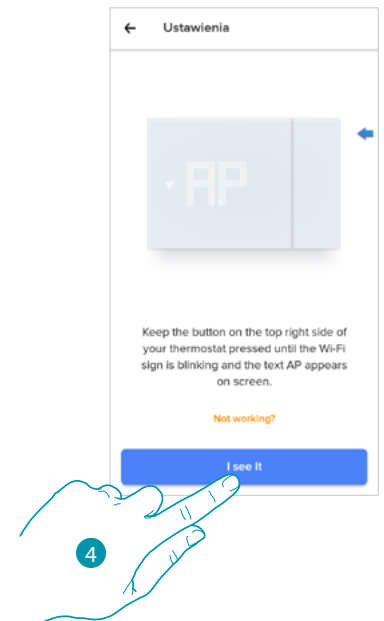 Ustawienia
AP
Keep the button on the top right side of
your thermostat pressed until the Wi-Fi
sign is blinking and the text AP appears
on screen.
Not working?
I see it
4